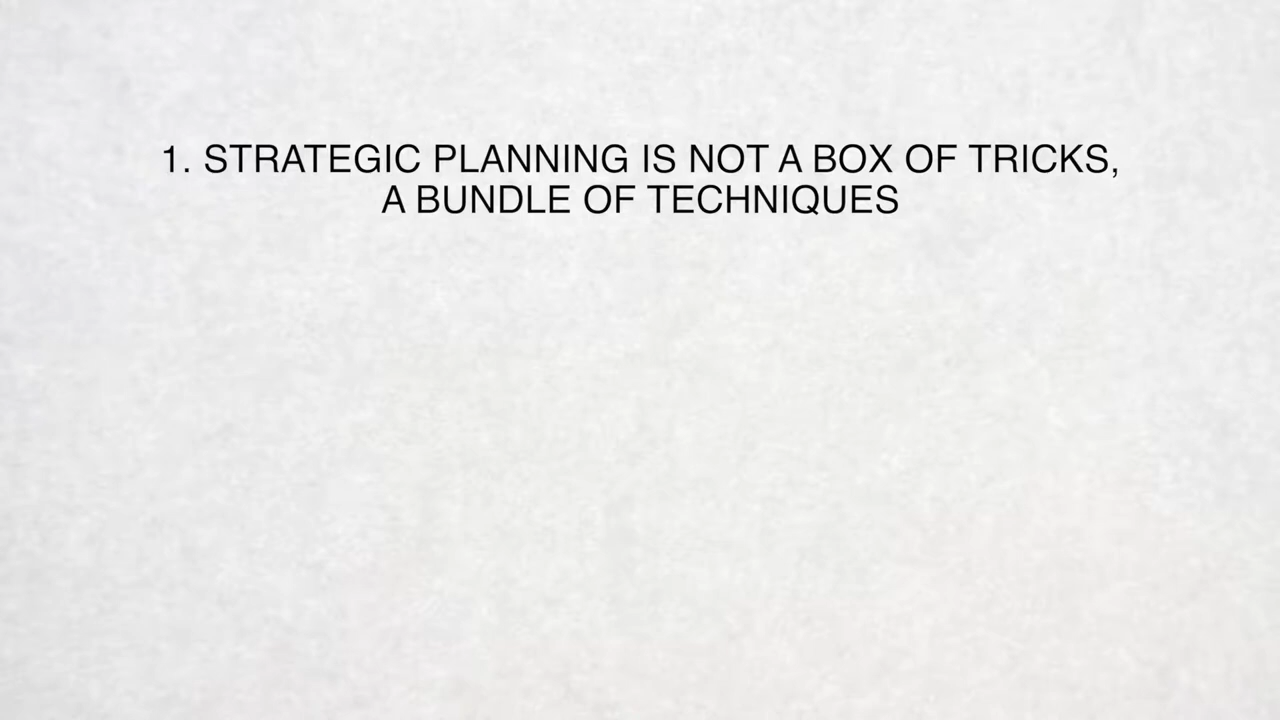 1. STRATEGIC PLANNING IS NOT A BOX OF TRICKS,
A BUNDLE OF TECHNIQUES